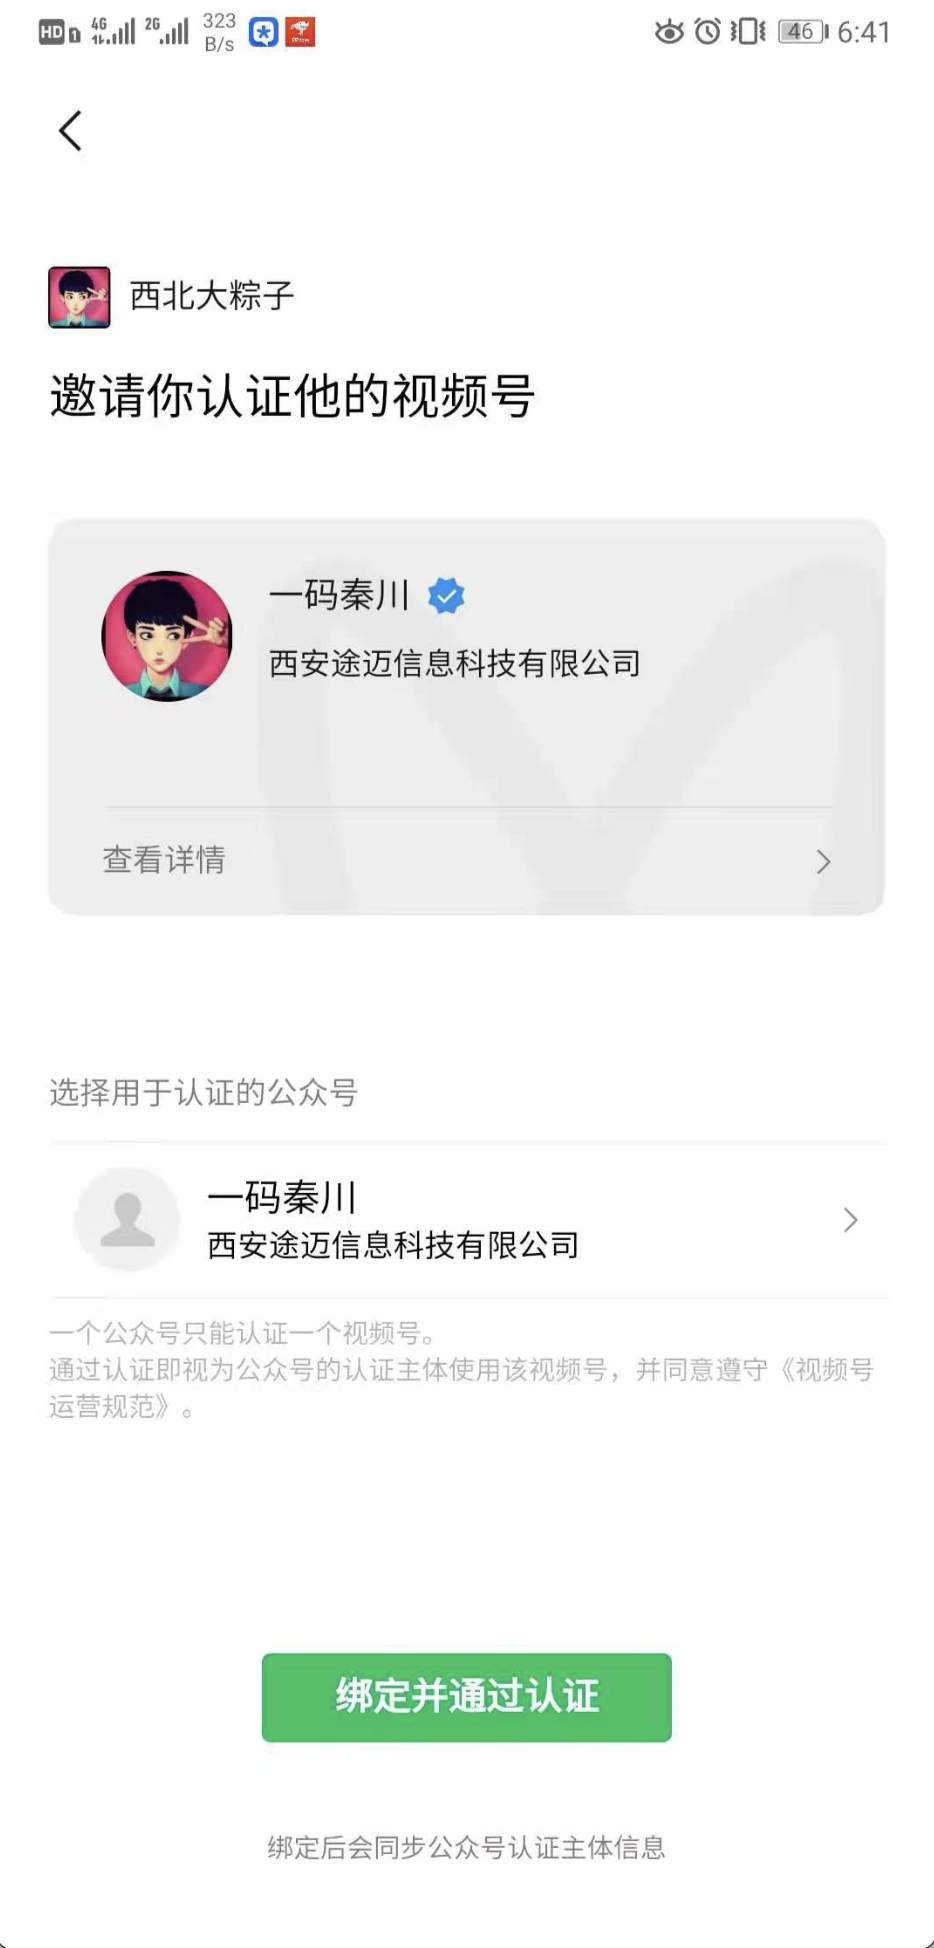 HD 1 4G 2G 323 B/s 46 6:41
西北大粽子
邀请你认证他的视频号
一码秦川
西安途迈信息科技有限公司
查看详情
选择用于认证的公众号
一码秦川
西安途迈信息科技有限公司
一个公众号只能认证一个视频号。
通过认证即视为公众号的认证主体使用该视频号，并同意遵守《视频号
运营规范》。
绑定并通过认证
绑定后会同步公众号认证主体信息